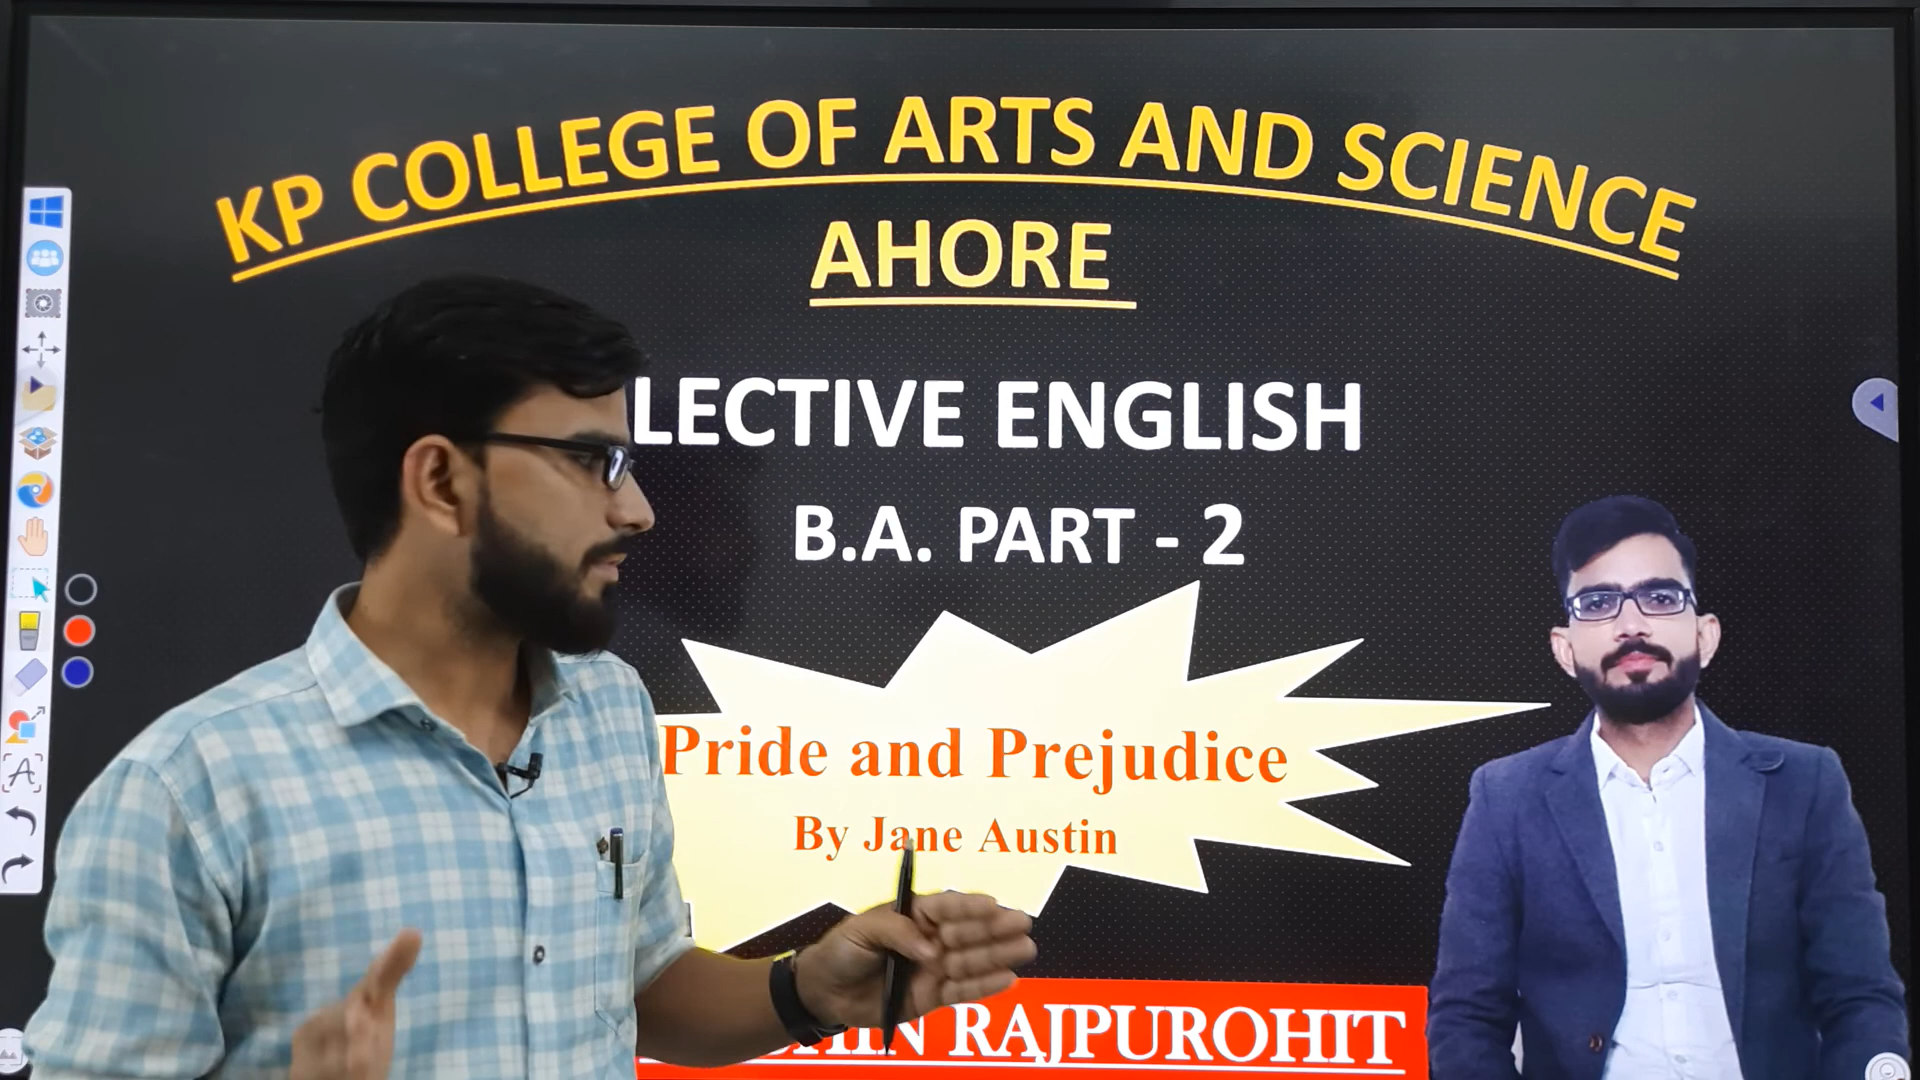 KP COLLEGE OF ARTS AND SCIENCE
AHORE
LECTIVE ENGLISH
B.A. PART - 2
Pride and Prejudice
By Jane Austin
RAJPUROHIT